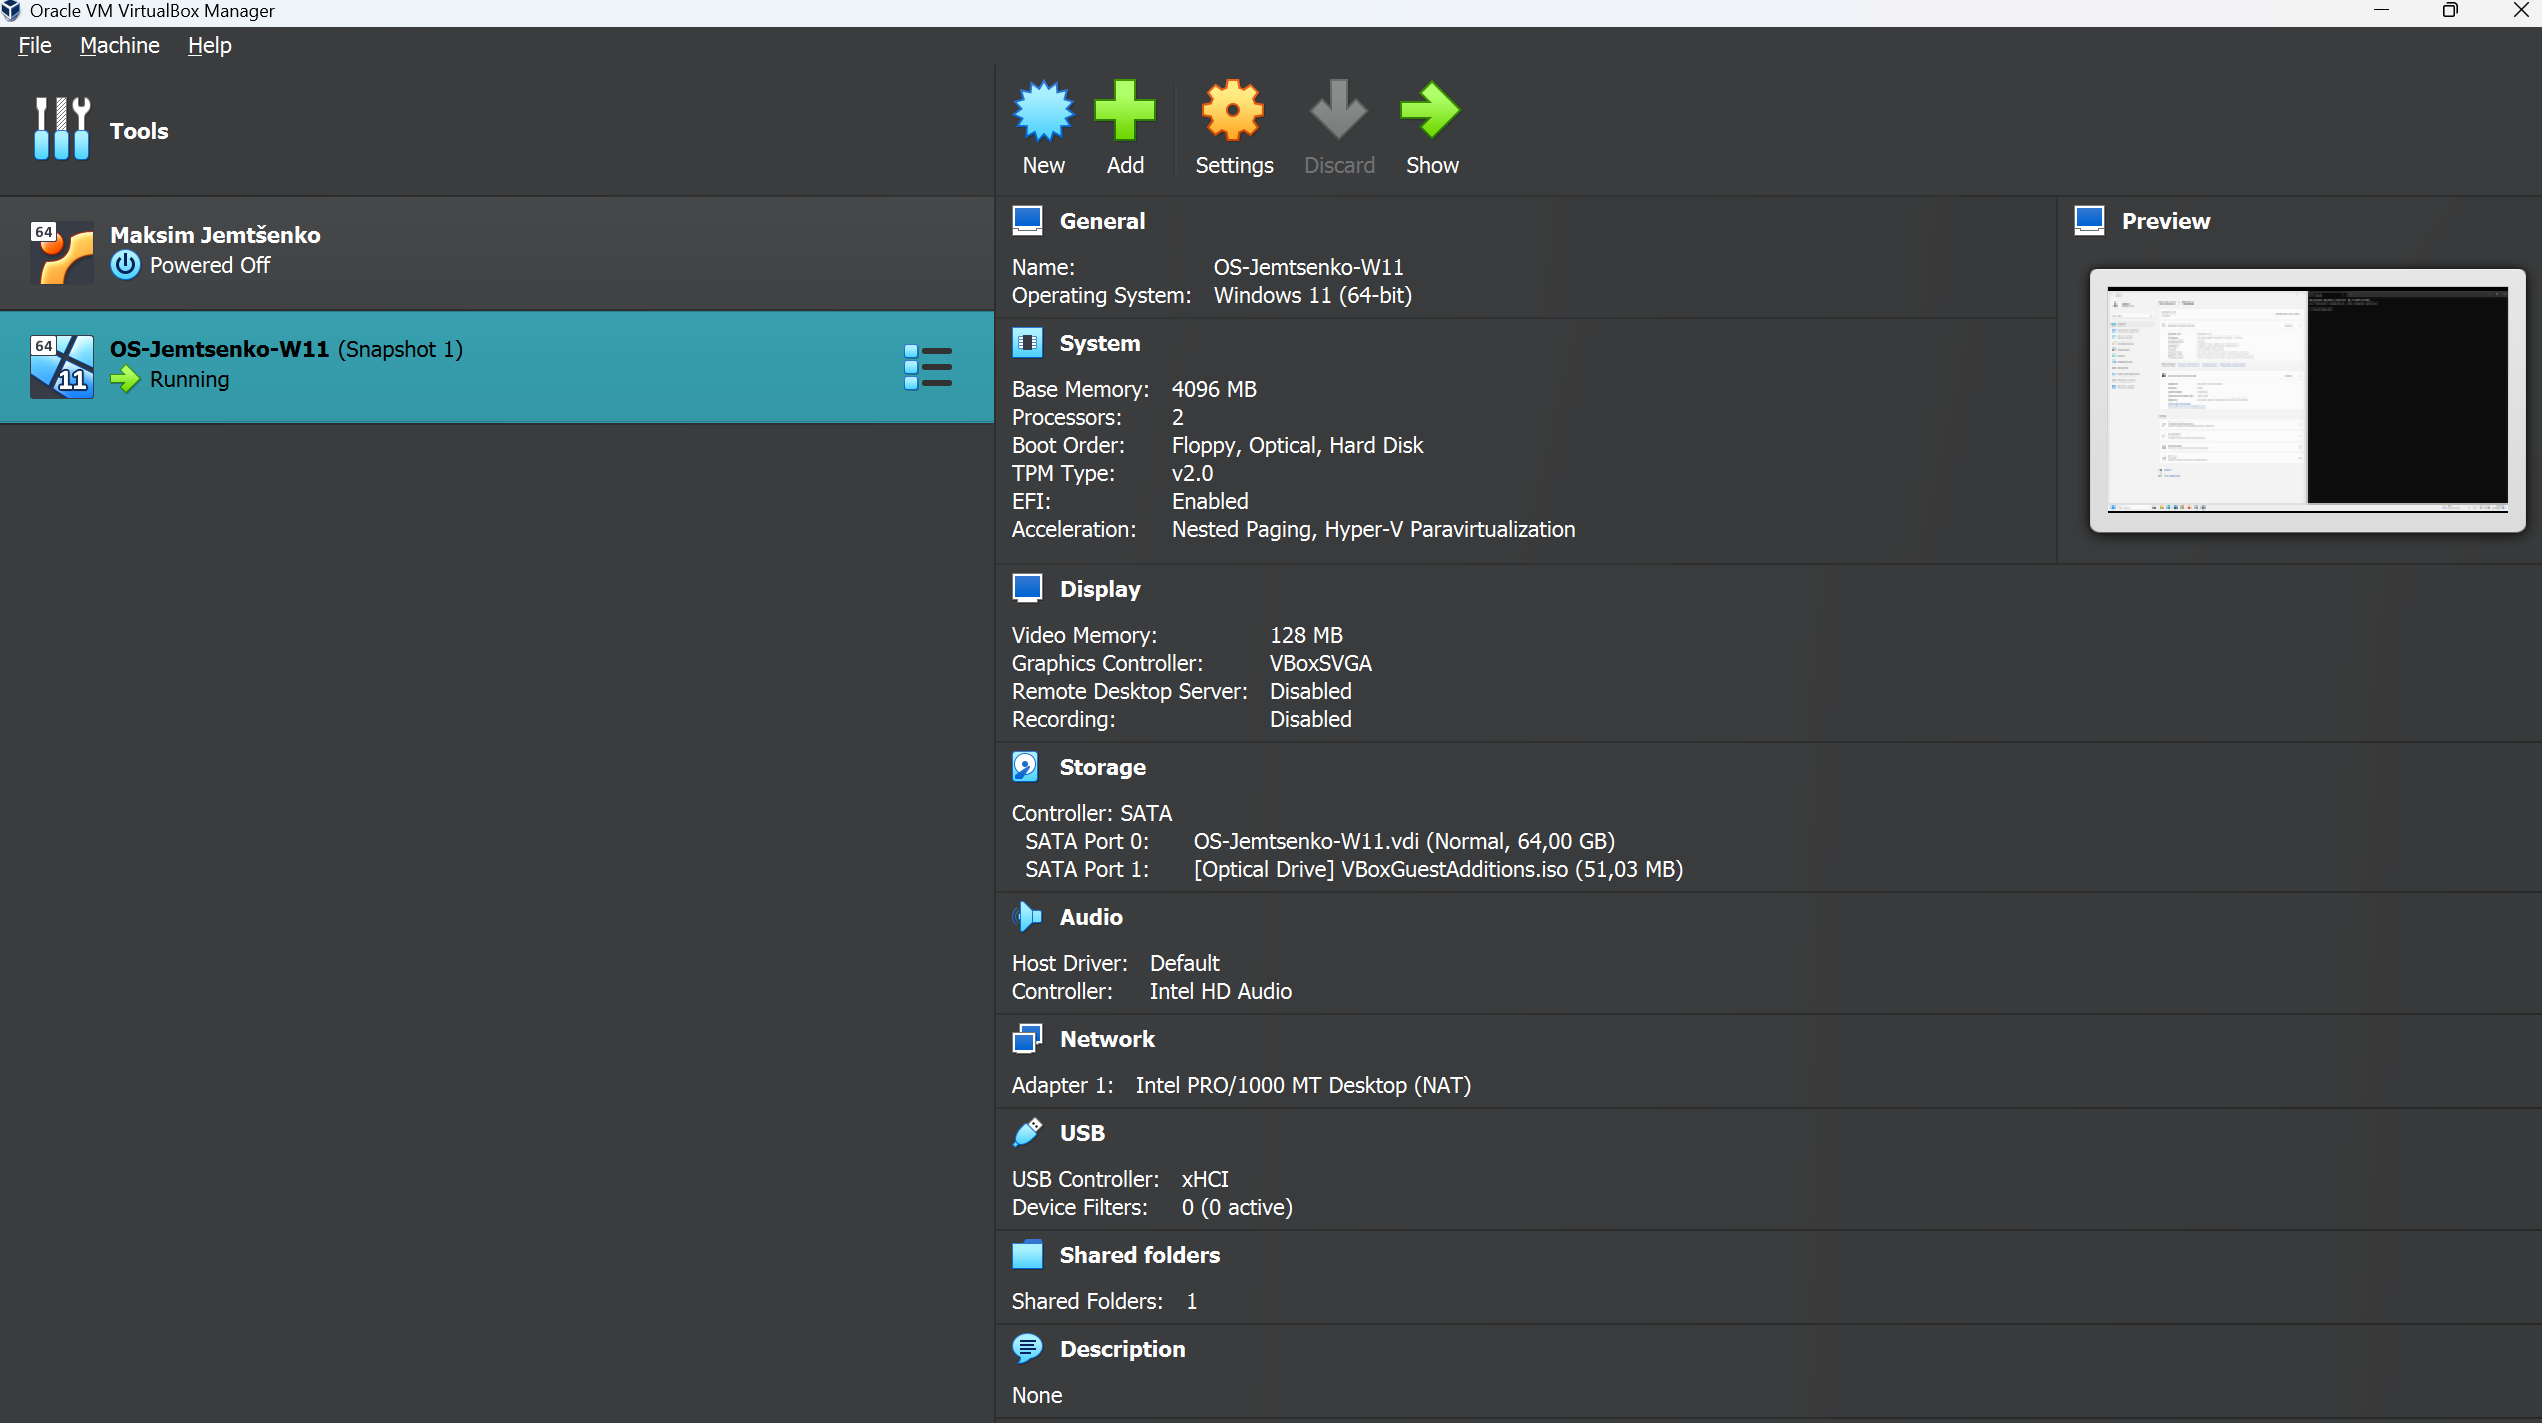 Oracle VM VirtualBox Manager
File Machine Help
Tools
New Add Settings Discard Show
64
Maksim Jemtšenko
Powered Off
64
11
OS-Jemtsenko-W11 (Snapshot 1)
Running
General
Name: OS-Jemtsenko-W11
Operating System: Windows 11 (64-bit)
Preview
System
Base Memory: 4096 MB
Processors: 2
Boot Order: Floppy, Optical, Hard Disk
TPM Type: v2.0
EFI: Enabled
Acceleration: Nested Paging, Hyper-V Paravirtualization
Display
Video Memory: 128 MB
Graphics Controller: VBoxSVGA
Remote Desktop Server: Disabled
Recording: Disabled
Storage
Controller: SATA
SATA Port 0: OS-Jemtsenko-W11.vdi (Normal, 64,00 GB)
SATA Port 1: [Optical Drive] VBoxGuestAdditions.iso (51,03 MB)
Audio
Host Driver: Default
Controller: Intel HD Audio
Network
Adapter 1: Intel PRO/1000 MT Desktop (NAT)
USB
USB Controller: xHCI
Device Filters: 0 (0 active)
Shared folders
Shared Folders: 1
Description
None